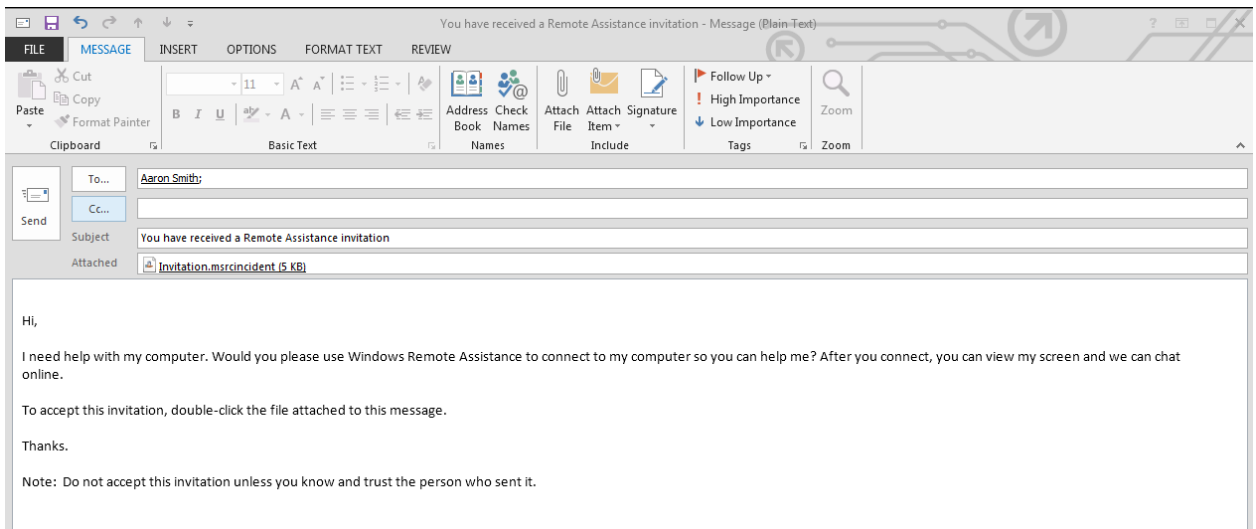 You have received a Remote Assistance invitation - Message (Plain Text)
FILE MESSAGE INSERT OPTIONS FORMAT TEXT REVIEW
Cut
Copy
Format Painter
Paste
Clipboard
11
B I U
Basic Text
Address Book
Check Names
Names
Attach File
Attach Item
Signature
Include
Follow Up
High Importance
Low Importance
Tags
Zoom
Zoom
Send
To... Aaron Smith;
Cc...
Subject You have received a Remote Assistance invitation
Attached Invitation.msrcincident (5 KB)
Hi,
I need help with my computer. Would you please use Windows Remote Assistance to connect to my computer so you can help me? After you connect, you can view my screen and we can chat
online.
To accept this invitation, double-click the file attached to this message.
Thanks.
Note: Do not accept this invitation unless you know and trust the person who sent it.